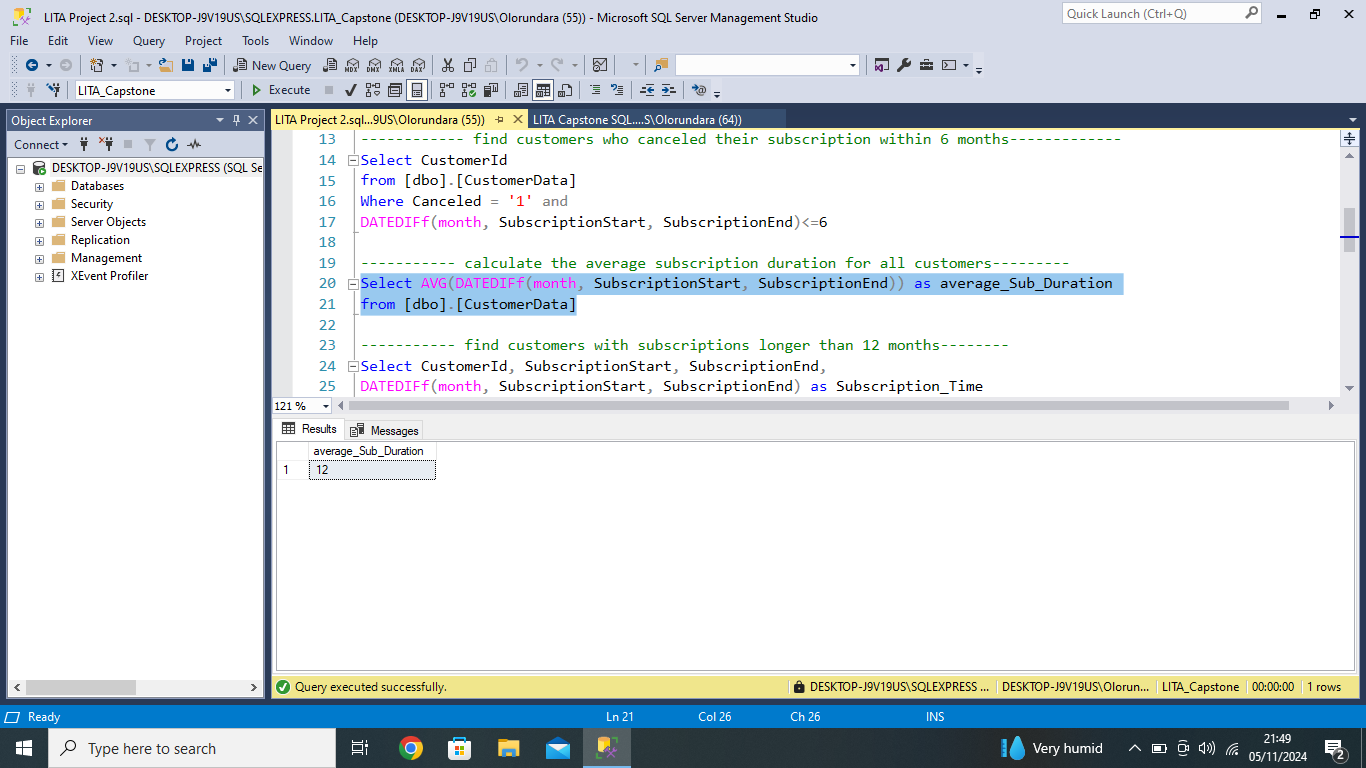 LITA Project 2.sql - DESKTOP-J9V19US\SQLEXPRESS.LITA_Capstone (DESKTOP-J9V19US\Olorundara (55)) - Microsoft SQL Server Management Studio
Quick Launch (Ctrl+Q)
File Edit View Query Project Tools Window Help
New Query MDX DMX XMLA DAX
LITA_Capstone Execute
Object Explorer
LITA Project 2.sql...9US\Olorundara (55)) LITA Capstone SQL....S\Olorundara (64))
Connect
DESKTOP-J9V19US\SQLEXPRESS (SQL Se
Databases
Security
Server Objects
Replication
Management
XEvent Profiler
13 ------------ find customers who canceled their subscription within 6 months-------------
14 Select CustomerId
15 from [dbo].[CustomerData]
16 Where Canceled = '1' and
17 DATEDIFf(month, SubscriptionStart, SubscriptionEnd)<=6
18
19 ----------- calculate the average subscription duration for all customers---------
20 Select AVG(DATEDIFf(month, SubscriptionStart, SubscriptionEnd)) as average_Sub_Duration
21 from [dbo].[CustomerData]
22
23 ----------- find customers with subscriptions longer than 12 months--------
24 Select CustomerId, SubscriptionStart, SubscriptionEnd,
25 DATEDIFf(month, SubscriptionStart, SubscriptionEnd) as Subscription_Time
121 %
Results Messages
average_Sub_Duration
1 12
Query executed successfully. DESKTOP-J9V19US\SQLEXPRESS ... DESKTOP-J9V19US\Olorun... LITA_Capstone 00:00:00 1 rows
Ready Ln 21 Col 26 Ch 26 INS
Type here to search Very humid 21:49
05/11/2024 2